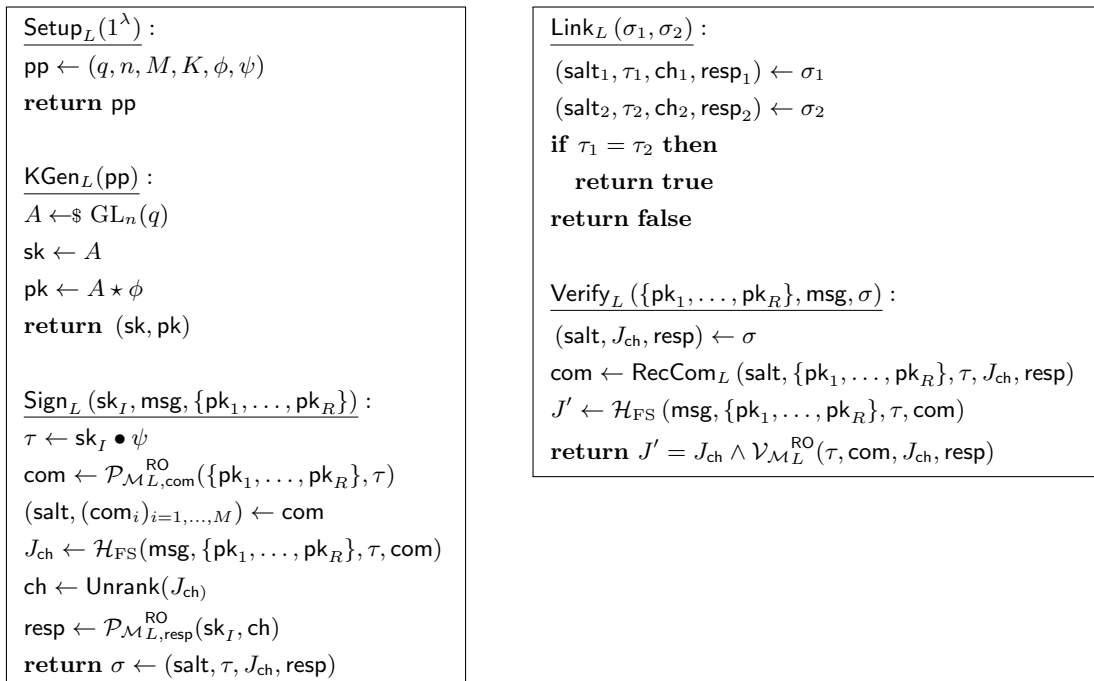 Setup_L(1^λ) :
pp ← (q, n, M, K, ϕ, ψ)
return pp
KGen_L(pp) :
A ←$ GL_n(q)
sk ← A
pk ← A ⋆ ϕ
return (sk, pk)
Sign_L (sk_I, msg, {pk_1, . . . , pk_R}) :
τ ← sk_I • ψ
com ← P_{M_L,com}^{RO}({pk_1, . . . , pk_R}, τ)
(salt, (com_i)_{i=1,...,M}) ← com
J_ch ← H_FS(msg, {pk_1, . . . , pk_R}, τ, com)
ch ← Unrank(J_{ch)}
resp ← P_{M_L,resp}^{RO}(sk_I, ch)
return σ ← (salt, τ, J_ch, resp)
Link_L (σ_1, σ_2) :
(salt_1, τ_1, ch_1, resp_1) ← σ_1
(salt_2, τ_2, ch_2, resp_2) ← σ_2
if τ_1 = τ_2 then
return true
return false
Verify_L ({pk_1, . . . , pk_R}, msg, σ) :
(salt, J_ch, resp) ← σ
com ← RecCom_L (salt, {pk_1, . . . , pk_R}, τ, J_ch, resp)
J′ ← H_FS (msg, {pk_1, . . . , pk_R}, τ, com)
return J′ = J_ch ∧ V_{M_L}^{RO}(τ, com, J_ch, resp)